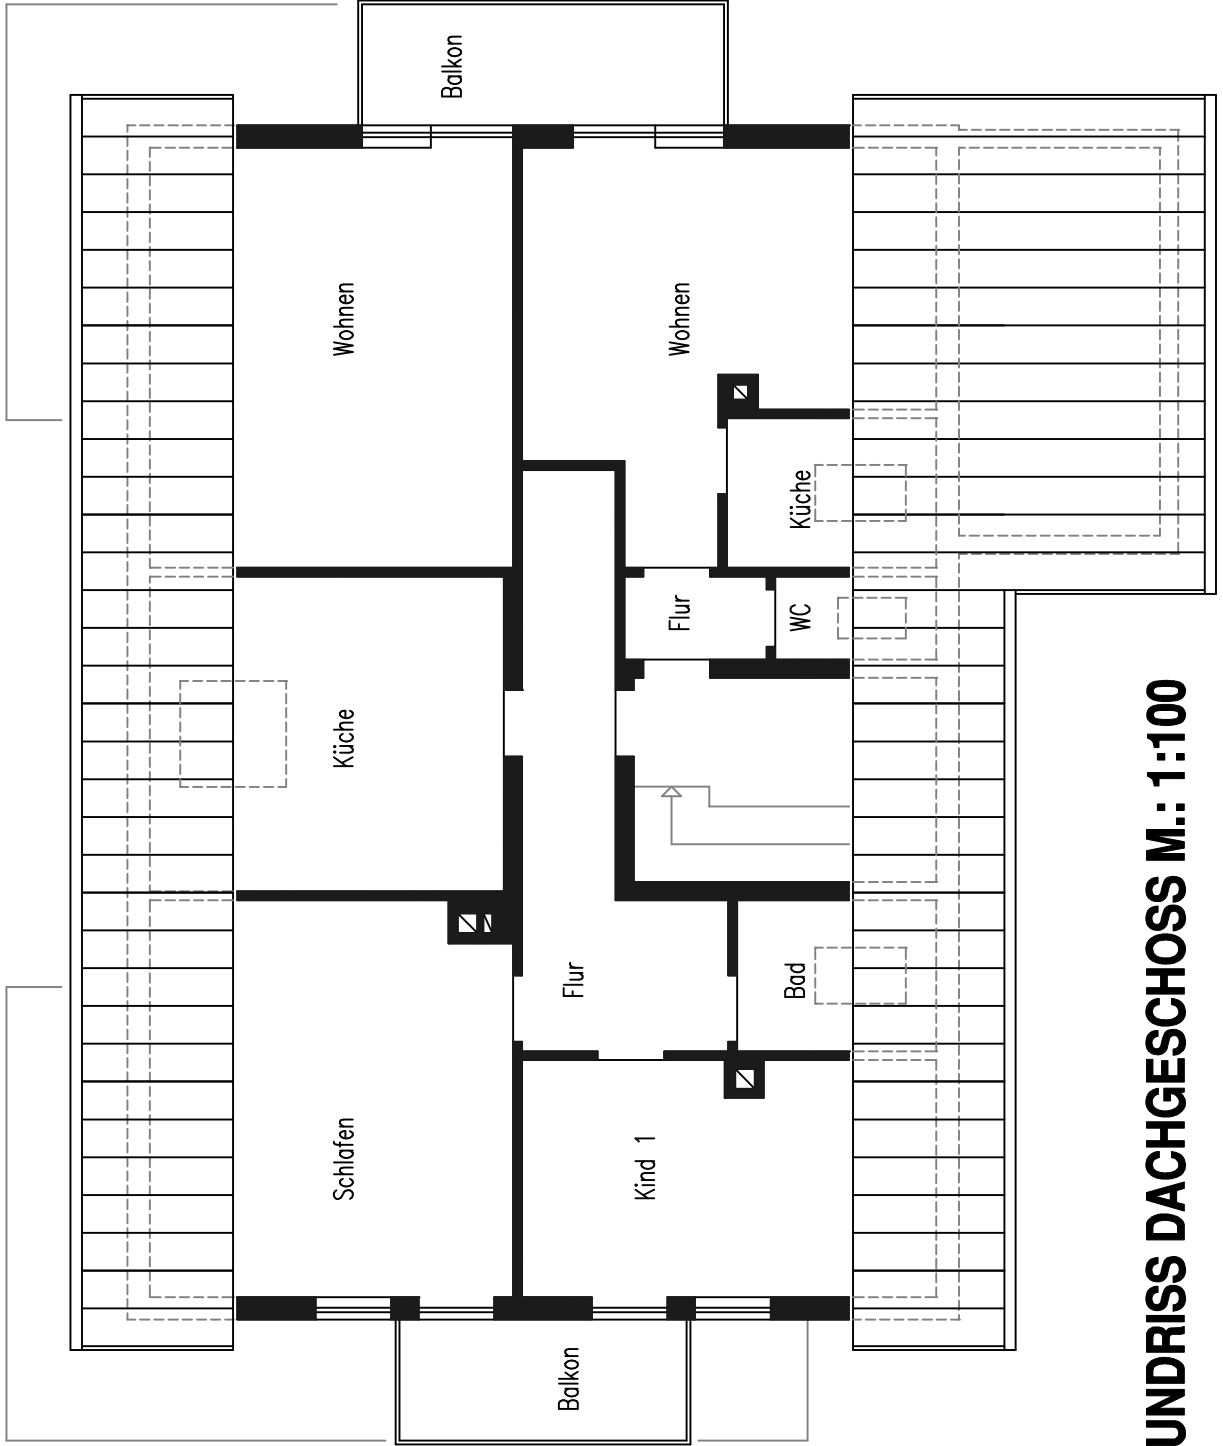 Balkon
Wohnen
Wohnen
Küche
Flur
WC
Küche
Flur
Bad
Schlafen
Kind 1
Balkon
UNDRISS DACHGESCHOSS M.: 1:100